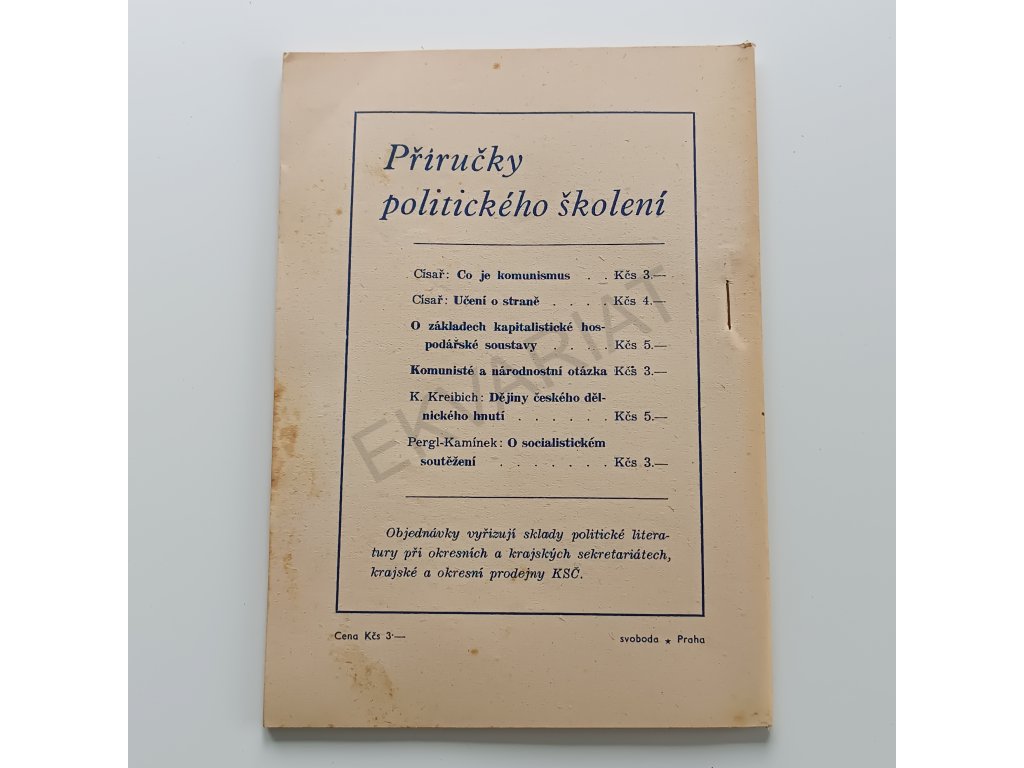 Příručky
politického školení
Císař: Co je komunismus . . Kčs 3.—
Císař: Učení o straně . . . . Kčs 4.—
O základech kapitalistické hos-
podářské soustavy . . . . Kčs 5.—
Komunisté a národnostní otázka Kčs 3.—
K. Kreibich: Dějiny českého děl-
nického hnutí . . . . . . Kčs 5.—
Pergl-Kamínek: O socialistickém
soutěžení . . . . . . . Kčs 3.—
Objednávky vyřizují sklady politické litera-
tury při okresních a krajských sekretariátech,
krajské a okresní prodejny KSČ.
Cena Kčs 3·—
svoboda ★ Praha
EKVARIAT